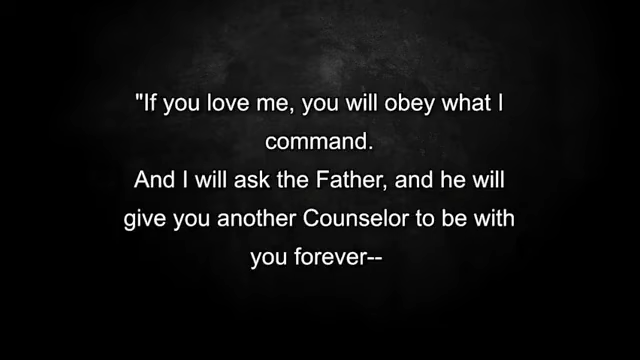 "If you love me, you will obey what I
command.
And I will ask the Father, and he will
give you another Counselor to be with
you forever--